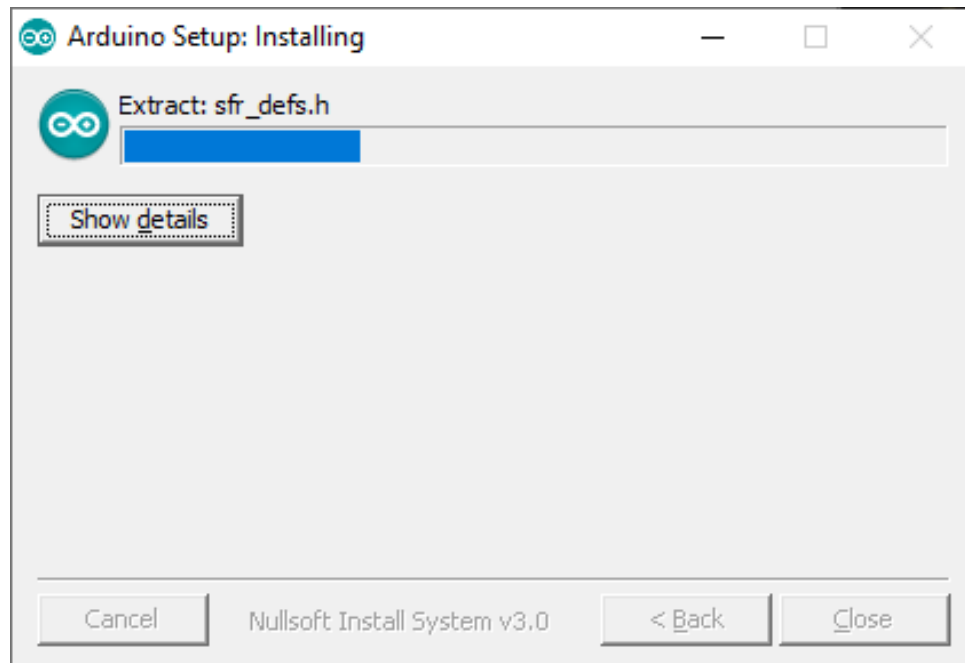 Arduino Setup: Installing
Extract: sfr_defs.h
Show details
Cancel
Nullsoft Install System v3.0
< Back
Close